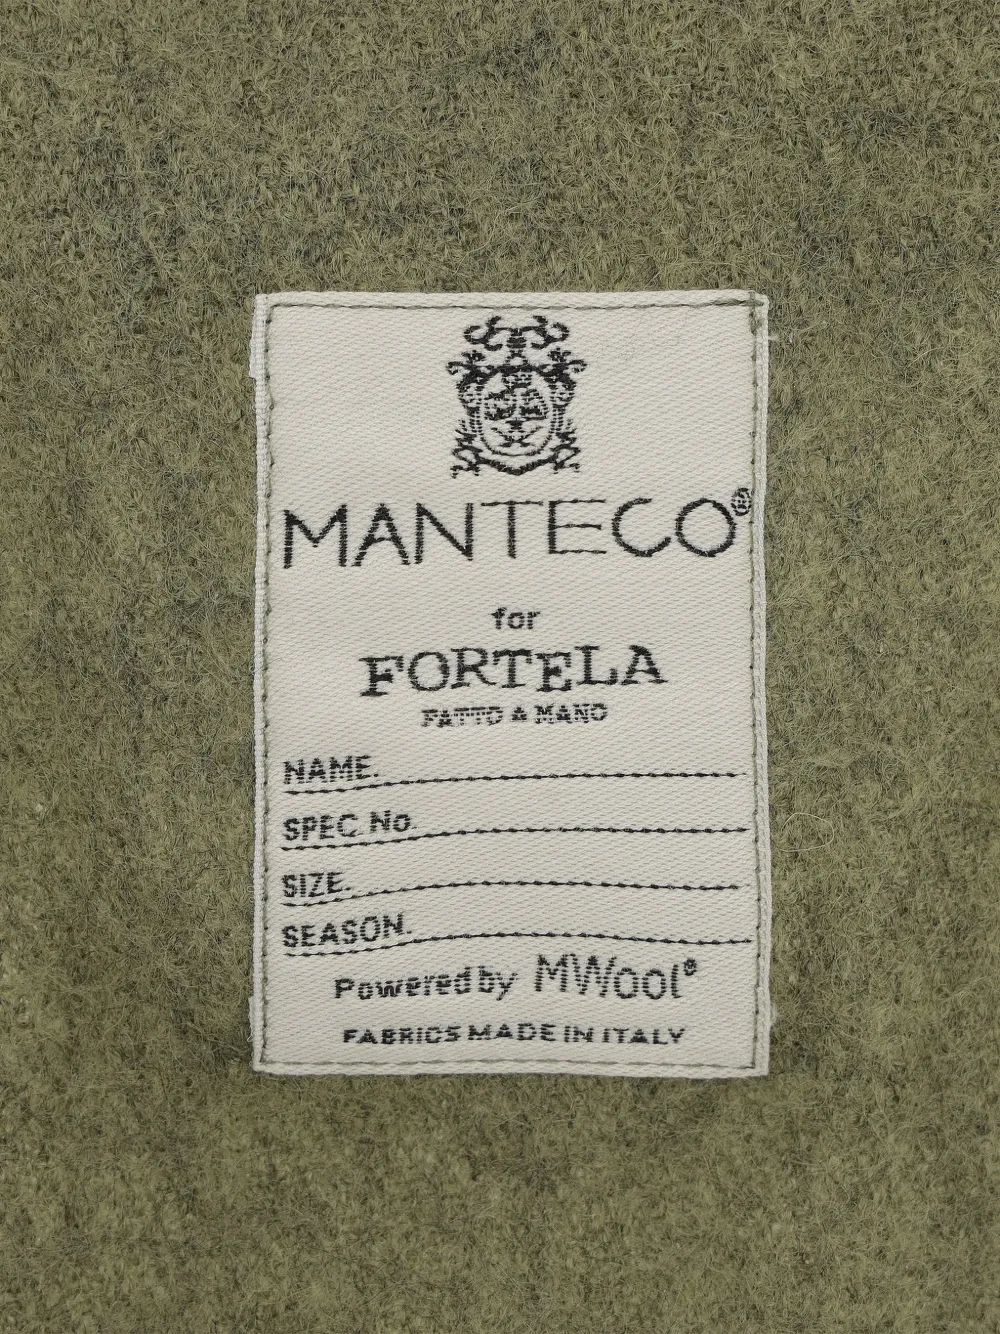 MANTECO®
for
FORTELA
FATTO A MANO
NAME.
SPEC No.
SIZE.
SEASON.
Powered by MWool®
FABRICS MADE IN ITALY